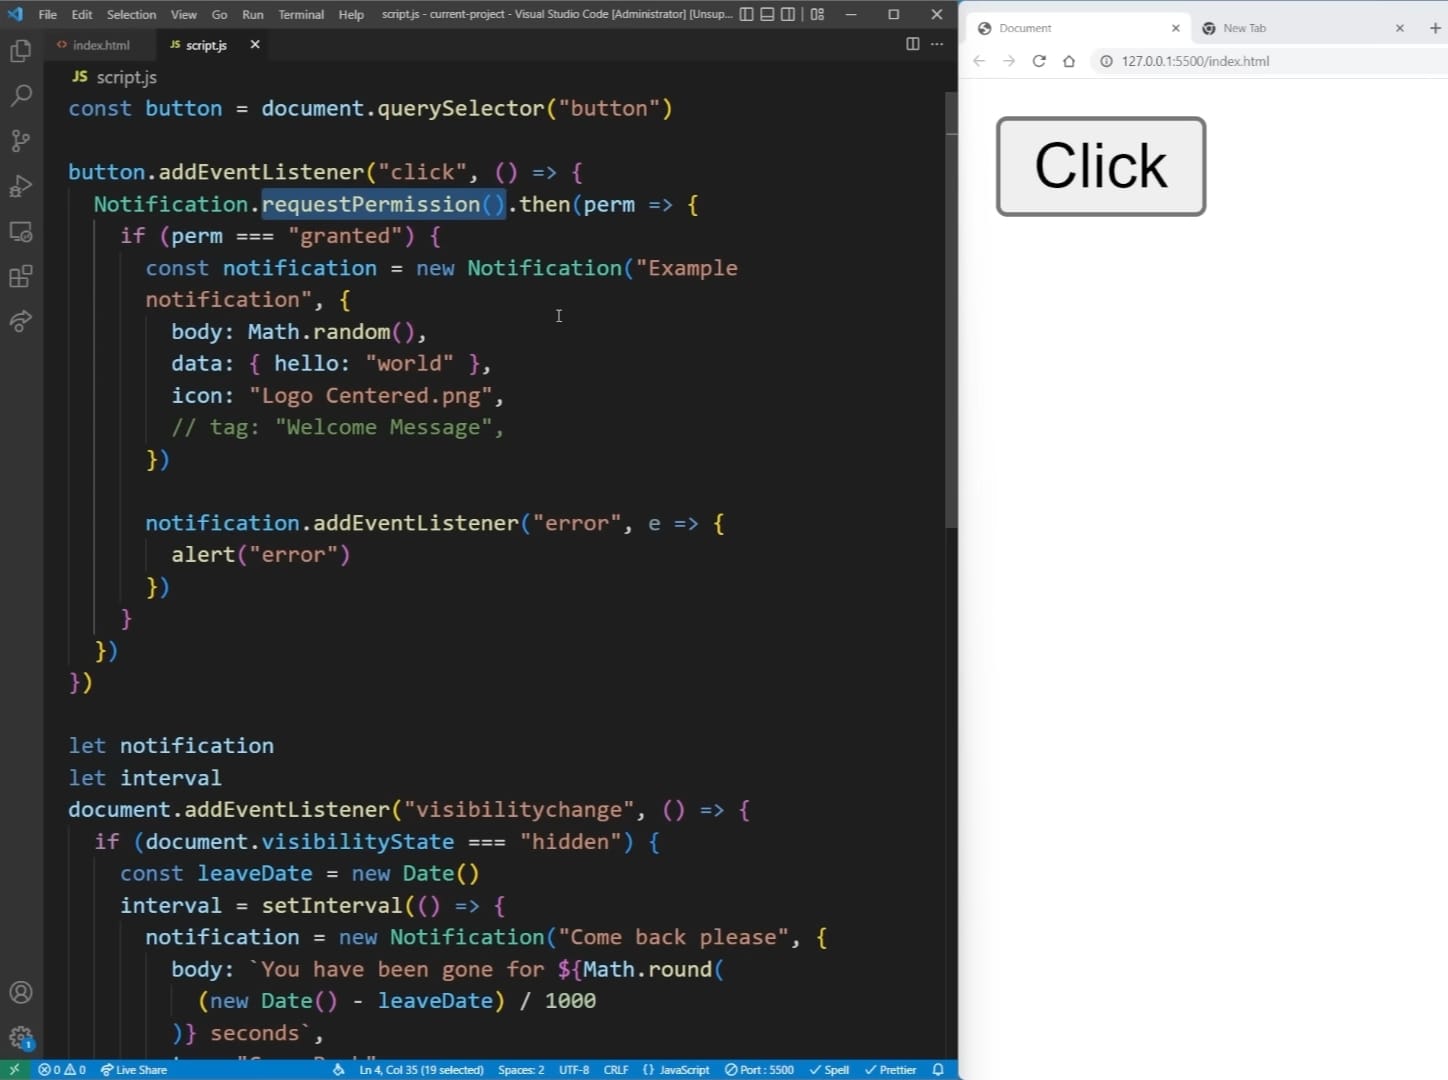 File Edit Selection View Go Run Terminal Help script.js - current-project - Visual Studio Code [Administrator] [Unsup...
index.html JS script.js
JS script.js
const button = document.querySelector("button")
button.addEventListener("click", () => {
Notification.requestPermission().then(perm => {
if (perm === "granted") {
const notification = new Notification("Example
notification", {
body: Math.random(),
data: { hello: "world" },
icon: "Logo Centered.png",
// tag: "Welcome Message",
})
notification.addEventListener("error", e => {
alert("error")
})
}
})
})
let notification
let interval
document.addEventListener("visibilitychange", () => {
if (document.visibilityState === "hidden") {
const leaveDate = new Date()
interval = setInterval(() => {
notification = new Notification("Come back please", {
body: `You have been gone for ${Math.round(
(new Date() - leaveDate) / 1000
)} seconds`,
1
0 0 Live Share Ln 4, Col 35 (19 selected) Spaces: 2 UTF-8 CRLF {} JavaScript Port : 5500 Spell Prettier
Document New Tab
127.0.0.1:5500/index.html
Click